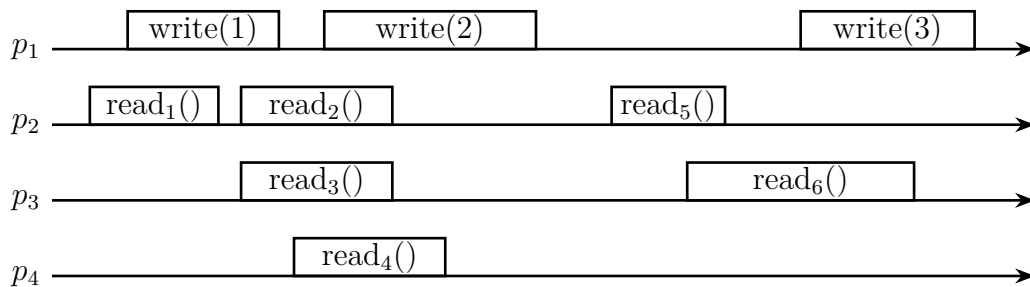 p₁ write(1) write(2) write(3)
p₂ read₁() read₂() read₅()
p₃ read₃() read₆()
p₄ read₄()